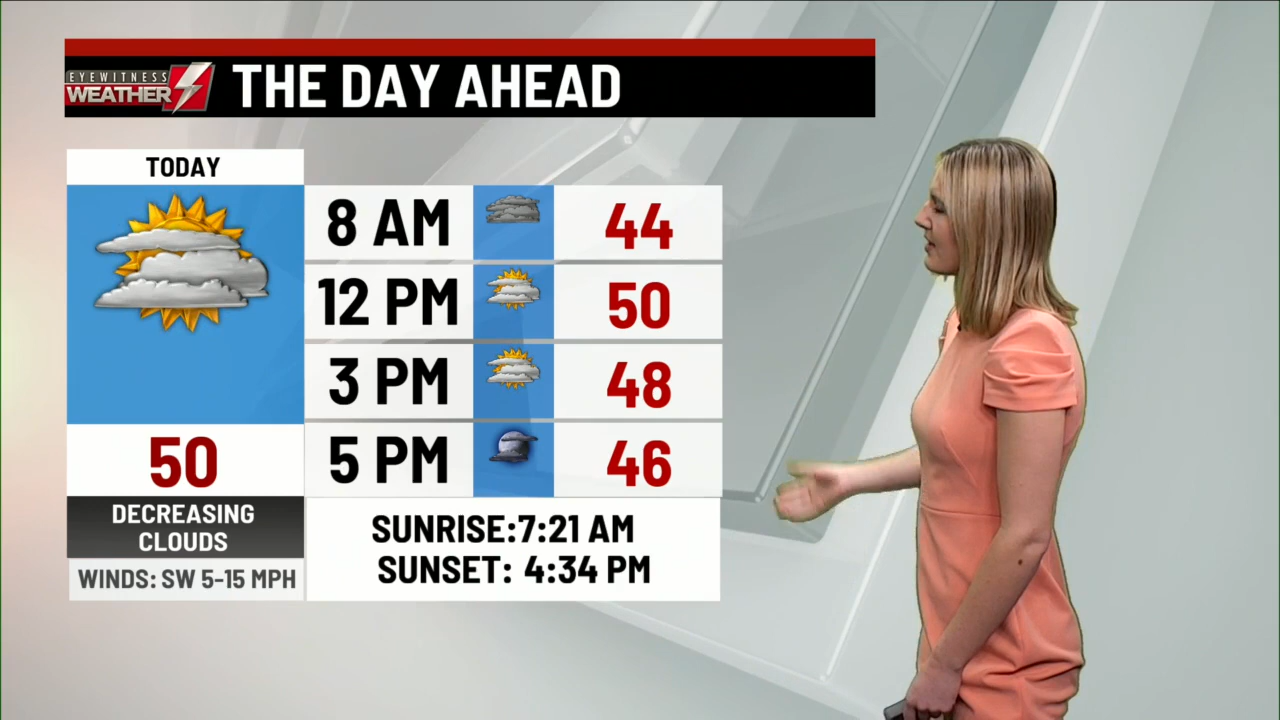 EYEWITNESS
WEATHER
THE DAY AHEAD
TODAY
50
DECREASING
CLOUDS
WINDS: SW 5-15 MPH
8 AM 44
12 PM 50
3 PM 48
5 PM 46
SUNRISE:7:21 AM
SUNSET: 4:34 PM